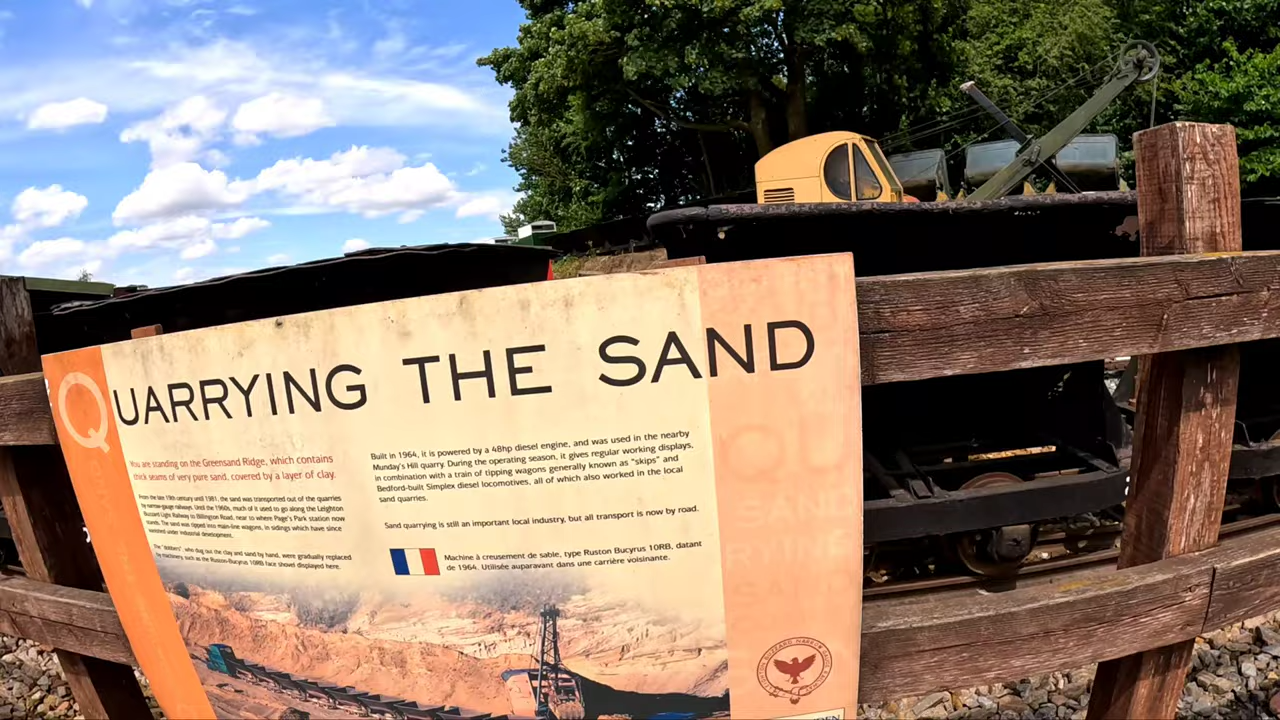 QUARRYING THE SAND
You are standing on the Greensand Ridge, which contains
thick seams of very pure sand, covered by a layer of clay.
From the late 19th century until 1981, the sand was transported out of the quarries
by narrow-gauge railways. Until the 1960s, much of it used to go along the Leighton
Buzzard Light Railway to Billington Road, near to where Page's Park station now
stands. The sand was tipped into main-line wagons, in sidings which have since
vanished under industrial development.
The "Jobbers", who dug out the clay and sand by hand, were gradually replaced
by machinery such as the Ruston-Bucyrus 10RB face shovel displayed here.
Built in 1964, it is powered by a 48hp diesel engine, and was used in the nearby
Munday's Hill quarry. During the operating season, it gives regular working displays,
in combination with a train of tipping wagons generally known as "skips" and
Bedford-built Simplex diesel locomotives, all of which also worked in the local
sand quarries.
Sand quarrying is still an important local industry, but all transport is now by road.
Machine à creusement de sable, type Ruston Bucyrus 10RB, datant
de 1964. Utilisée auparavant dans une carrière voisinante.
BUZZARD NARROW GAUGE